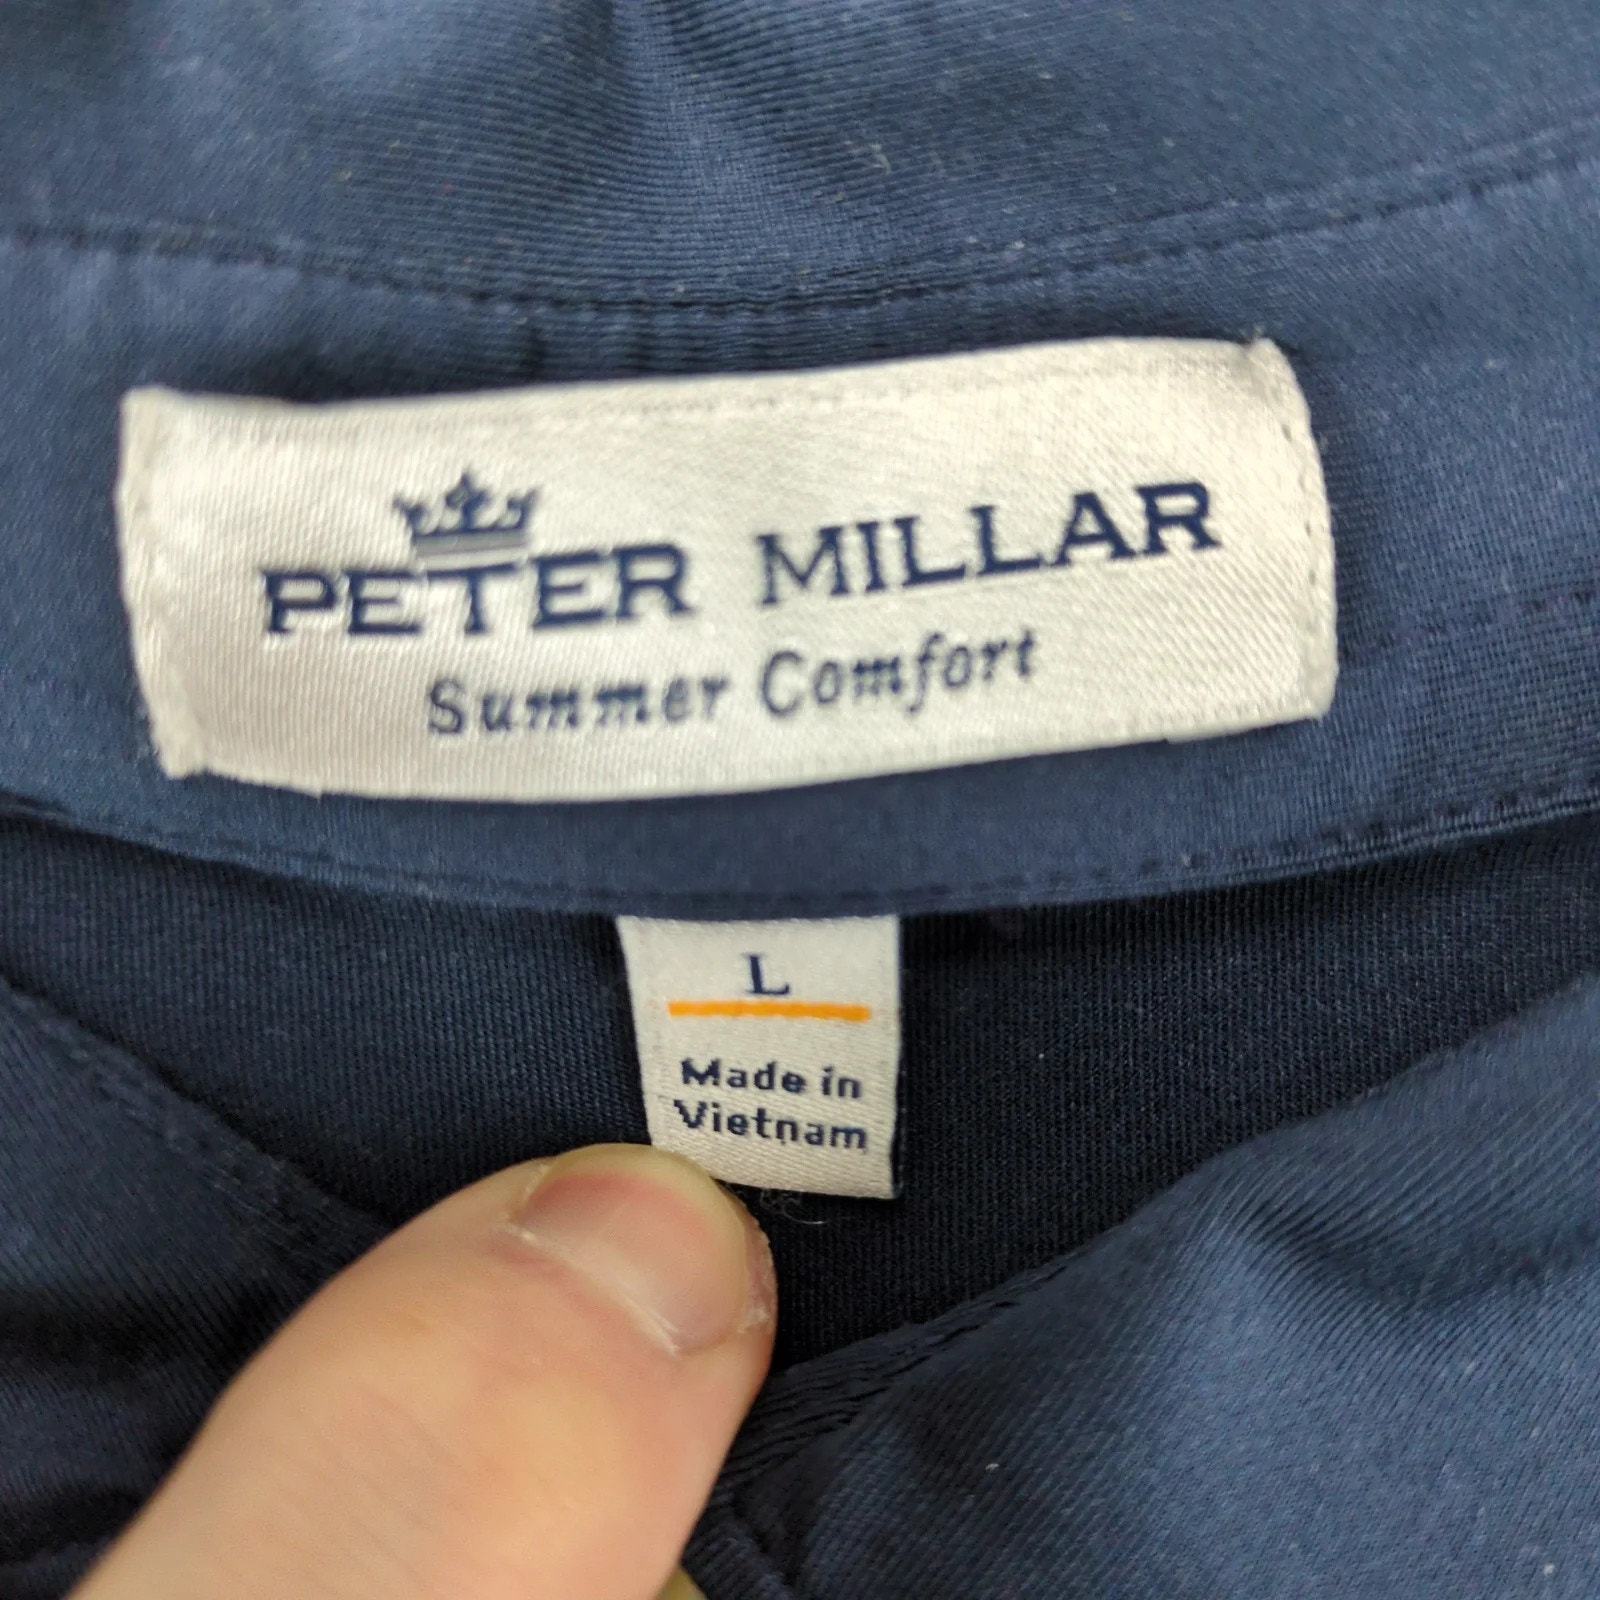 PETER MILLAR
Summer Comfort
L
Made in
Vietnam